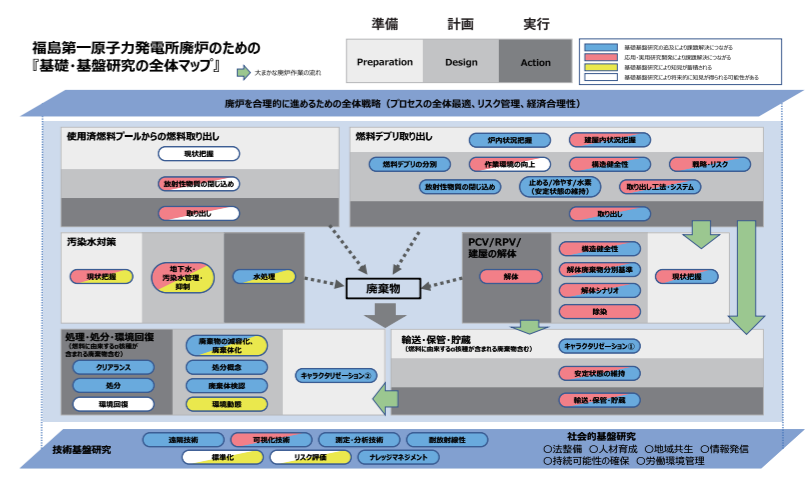 準備
計画
実行
福島第一原子力発電所廃炉のための
『基礎・基盤研究の全体マップ』
大まかな廃炉作業の流れ
Preparation
Design
Action
基礎基盤研究の追及により課題解決につながる
応用・実用研究開発により課題解決につながる
基礎基盤研究により知見が蓄積される
基礎基盤研究により将来的に知見が得られる可能性がある
廃炉を合理的に進めるための全体戦略（プロセスの全体最適、リスク管理、経済合理性）
使用済燃料プールからの燃料取り出し
現状把握
放射性物質の閉じ込め
取り出し
燃料デブリ取り出し
炉内状況把握
建屋内状況把握
燃料デブリの分別
作業環境の向上
構造健全性
戦略・リスク
放射性物質の閉じ込め
止める/冷やす/水素
（安定状態の維持）
取り出し工法・システム
取り出し
汚染水対策
現状把握
地下水・
汚染水管理・
抑制
水処理
廃棄物
PCV/RPV/
建屋の解体
解体
構造健全性
解体廃棄物分別基準
解体シナリオ
除染
現状把握
処理・処分・環境回復
（燃料に由来するα核種が
含まれる廃棄物含む）
クリアランス
処分
環境回復
廃棄物の減容化、
廃棄体化
処分概念
廃棄体検認
環境動態
キャラクタリゼーション②
輸送・保管・貯蔵
（燃料に由来するα核種が含まれる廃棄物含む）
キャラクタリゼーション①
安定状態の維持
輸送・保管・貯蔵
技術基盤研究
遠隔技術
可視化技術
測定・分析技術
耐放射線性
標準化
リスク評価
ナレッジマネジメント
社会的基盤研究
○法整備 ○人材育成 ○地域共生 ○情報発信
○持続可能性の確保 ○労働環境管理